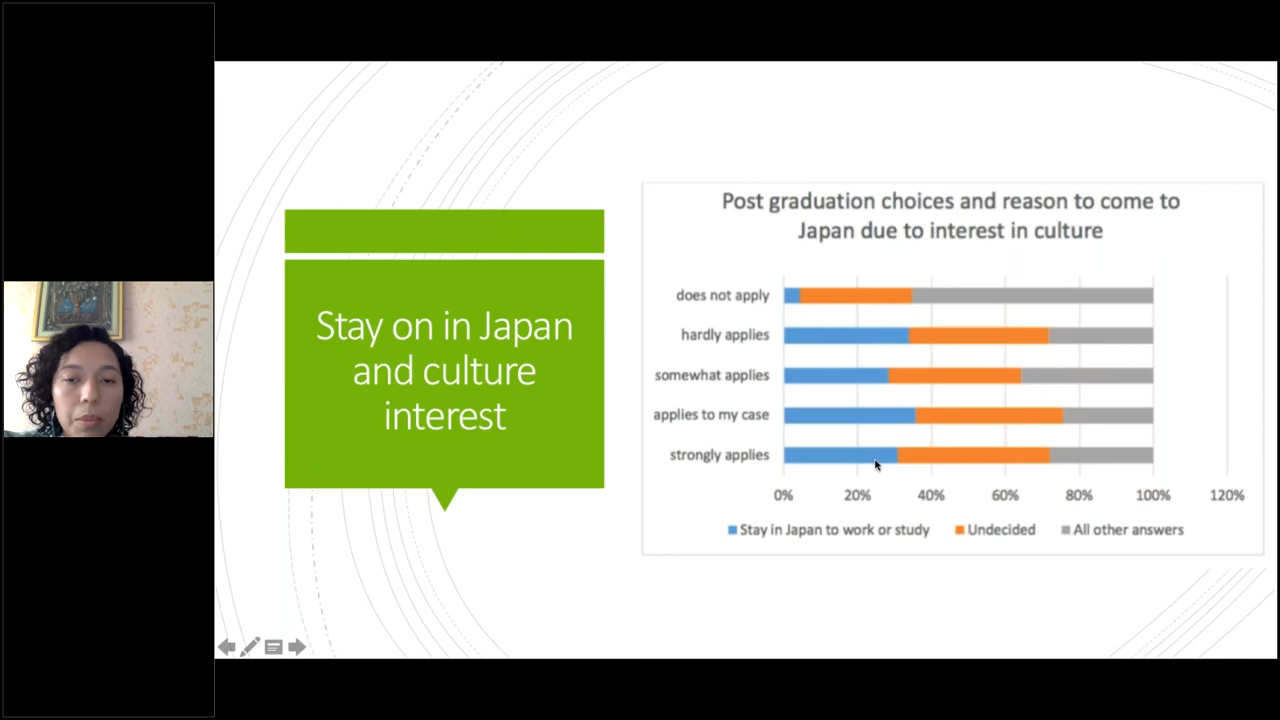 Stay on in Japan
and culture
interest
Post graduation choices and reason to come to
Japan due to interest in culture
does not apply
hardly applies
somewhat applies
applies to my case
strongly applies
0% 20% 40% 60% 80% 100% 120%
Stay in Japan to work or study Undecided All other answers